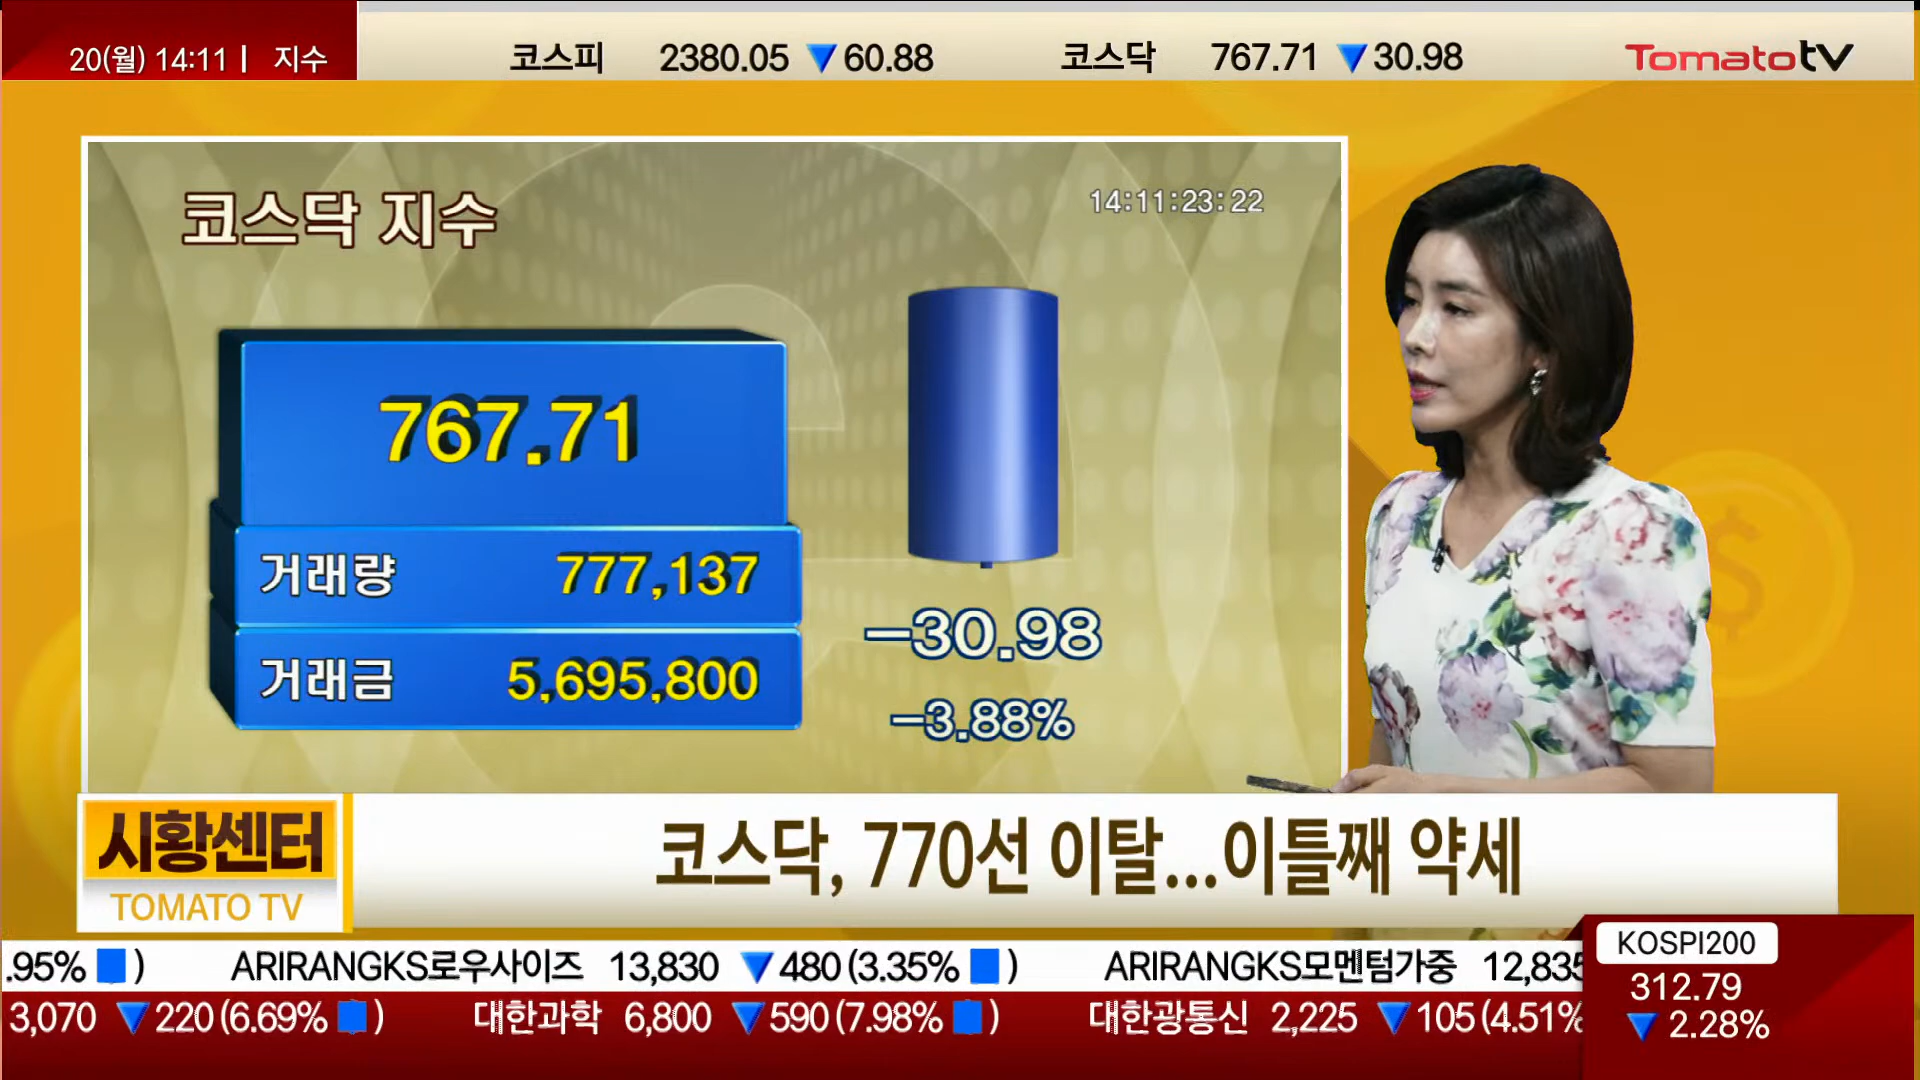 20(월) 14:11 | 지수 코스피 2380.05 ▼60.88 코스닥 767.71 ▼30.98 TomatoTV
코스닥 지수
14:11:23:22
767.71
거래량 777,137
거래금 5,695,800
-30.98
-3.88%
시황센터
TOMATO TV
코스닥, 770선 이탈...이틀째 약세
.95% ) ARIRANGKS로우사이즈 13,830 ▼480(3.35% ) ARIRANGKS모멘텀가중 12,835
3,070 ▼220(6.69% ) 대한과학 6,800 ▼590(7.98% ) 대한광통신 2,225 ▼105(4.51%
KOSPI200
312.79
▼2.28%